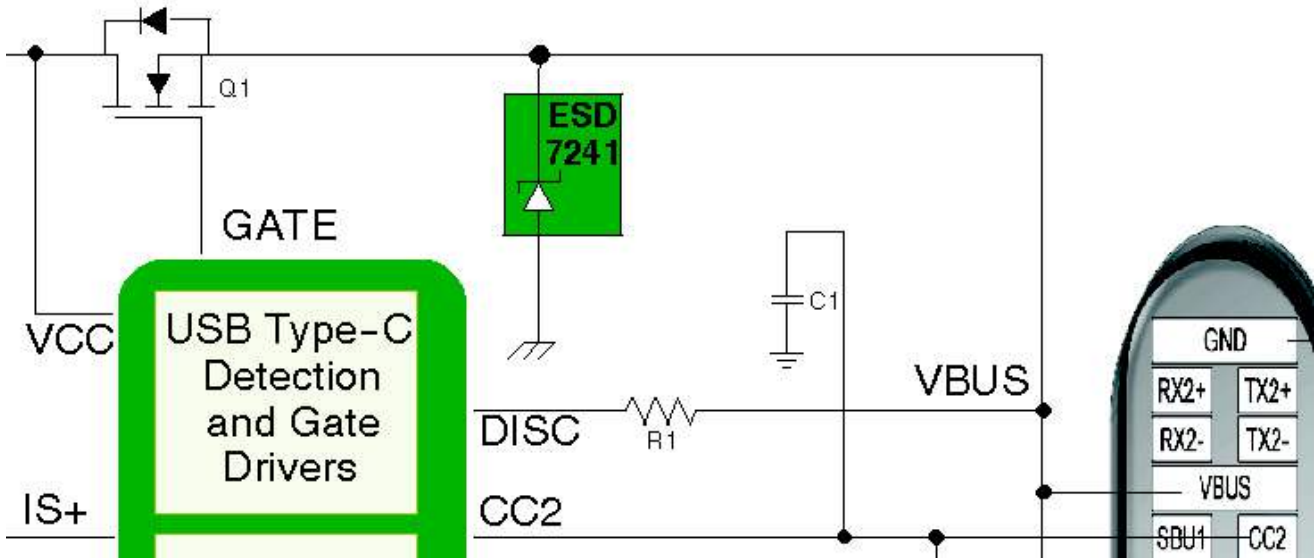 Q1
ESD
7241
GATE
C1
VCC
USB Type-C
Detection
and Gate
Drivers
VBUS
DISC
R1
IS+
CC2
GND
RX2+ TX2+
RX2- TX2-
VBUS
SBU1 CC2